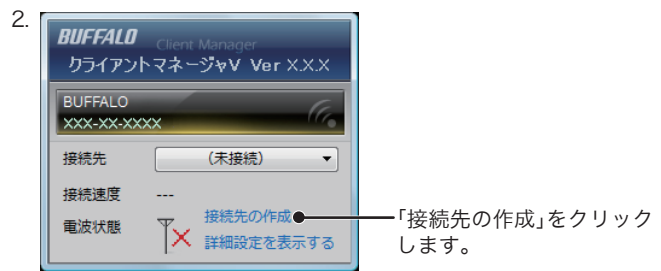 2.
BUFFALO Client Manager
クライアントマネージャV Ver X.X.X
BUFFALO
XXX-XX-XXXX
接続先 (未接続)
接続速度 ---
電波状態
接続先の作成
詳細設定を表示する
「接続先の作成」をクリック
します。